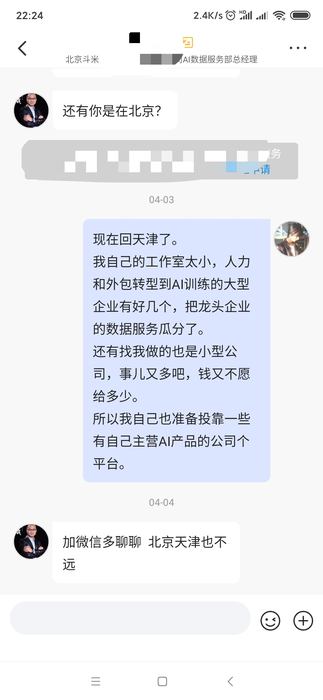 22:24
2.4K/s
北京斗米
AI数据服务部总经理
还有你是在北京？
04-03
现在回天津了。
我自己的工作室太小，人力
和外包转型到AI训练的大型
企业有好几个，把龙头企业
的数据服务瓜分了。
还有找我做的也是小型公
司，事儿又多吧，钱又不愿
给多少。
所以我自己也准备投靠一些
有自己主营AI产品的公司个
平台。
04-04
加微信多聊聊 北京天津也不
远